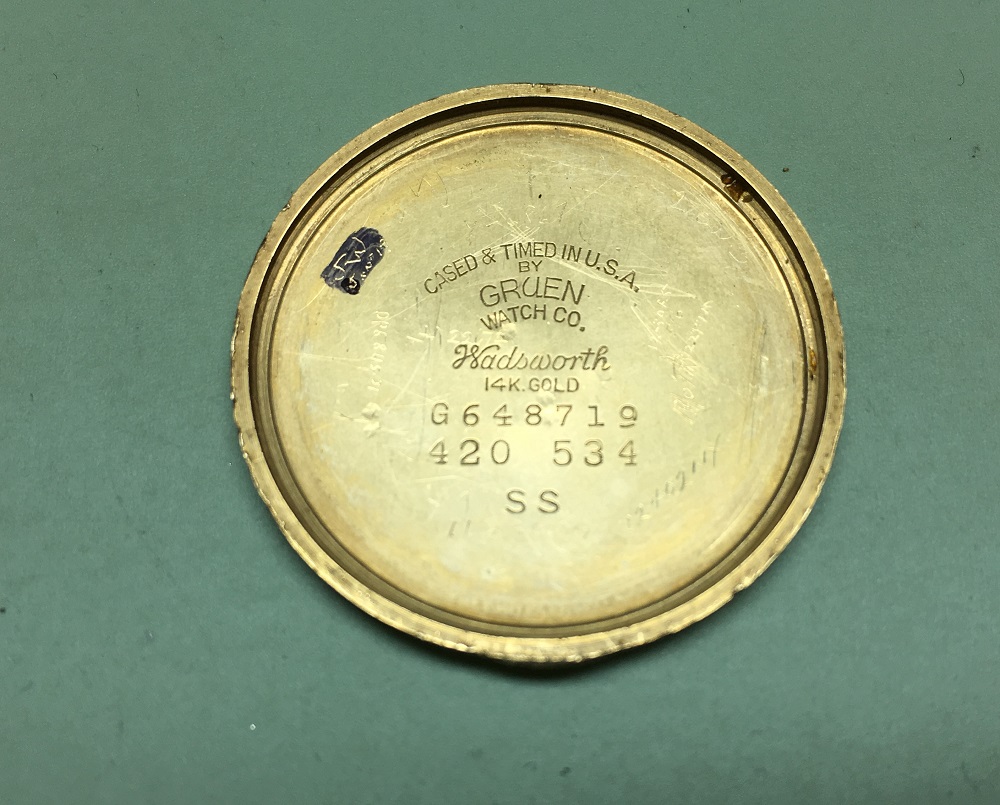 CASED & TIMED IN U.S.A.
BY
GRUEN
WATCH CO.
Wadsworth
14K. GOLD
G648719
420 534
SS